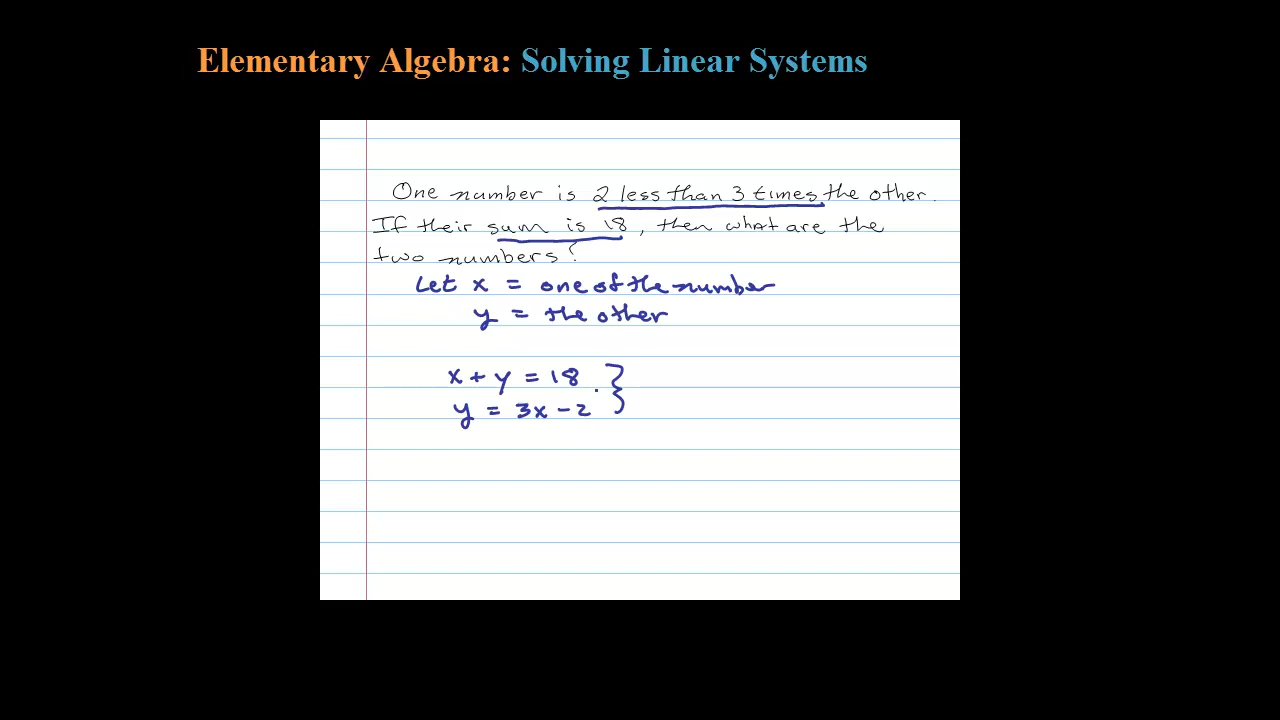 Elementary Algebra: Solving Linear Systems
One number is 2 less than 3 times the other.
If their sum is 18, then what are the
two numbers?
Let x = one of the number
y = the other
x + y = 18
y = 3x - 2